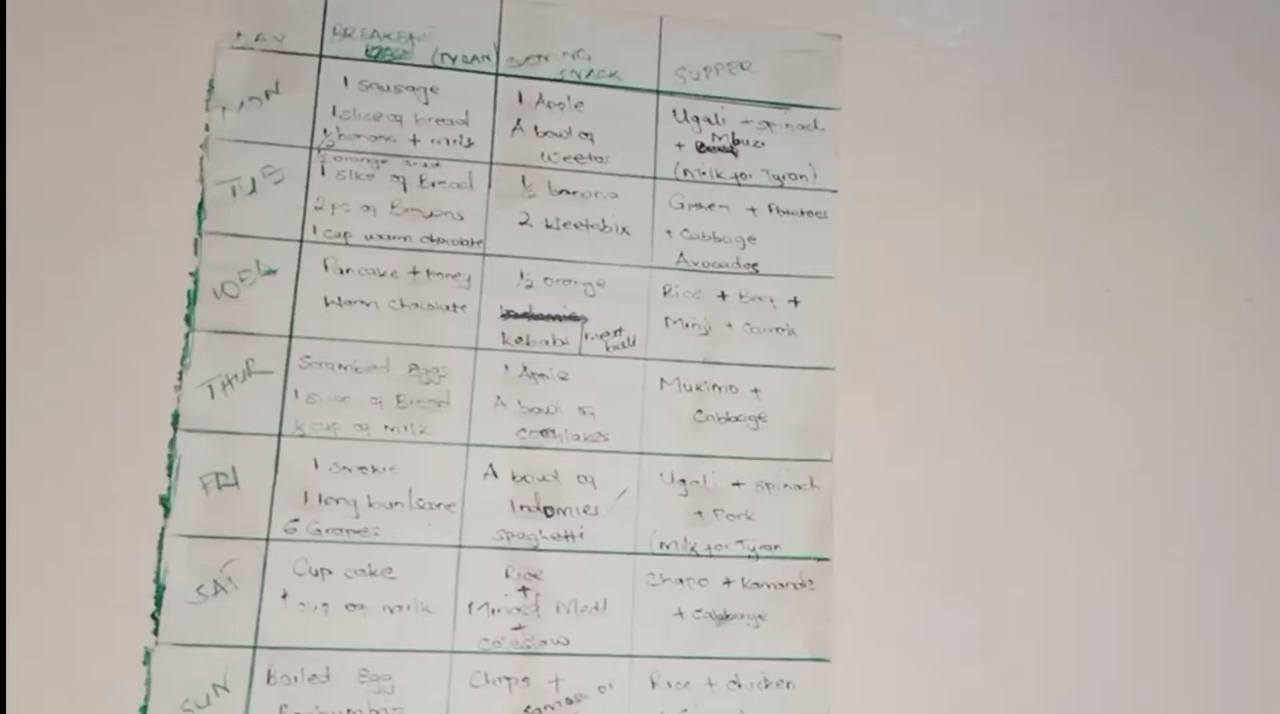 DAY
BREAKFAST (TYRAN)
EVENING SNACK
SUPPER
MON
1 sausage
1 slice of bread
½ banana + milk
1 Apple
A bowl of
Weetos
Ugali + spinach
+ Mbuzi
(Milk for Tyran)
TUE
1 slice of Bread
2 pc of
1 cup warm chocolate
½ banana
2 Weetabix
Green + Potatoes
+ Cabbage
Avocados
WED
Pancake + Honey
Warm chocolate
½ orange
kebabs / meat ball
Rice + Beef +
Minji + Carrots
THUR
Scrambled Eggs
1 slice of Bread
½ cup of milk
1 Apple
A bowl of
cornflakes
Mukimo +
Cabbage
FRI
1 smokie
1 long bun/scone
6 Grapes
A bowl of
Indomies
spaghetti
Ugali + spinach
+ Pork
(Milk for Tyran
SAT
Cup cake
1 cup of milk
Rice
+
Minced Meat
+
coleslaw
Chapo + Kamande
+ Cabbage
SUN
Boiled Egg
Chips +
Rice + chicken